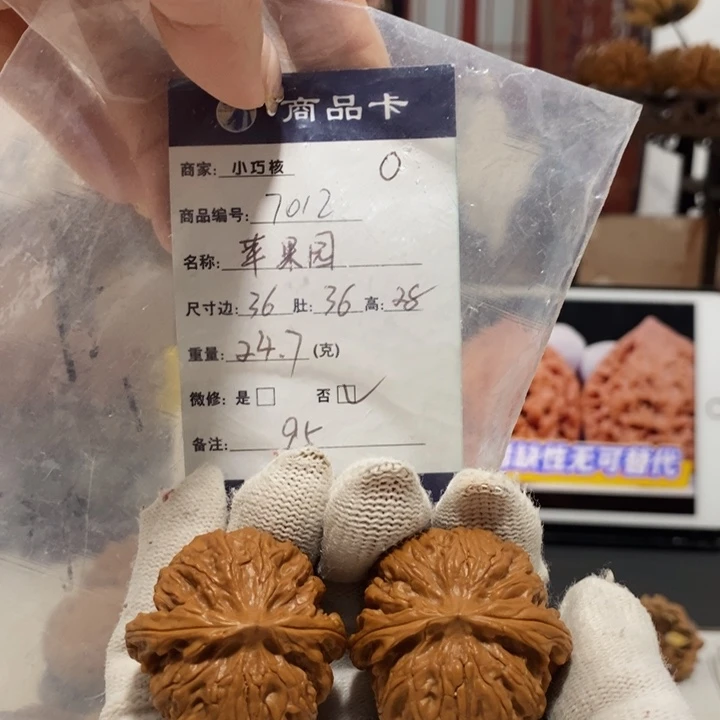 商品卡
商家: 小巧核 0
商品编号: 7012
名称: 苹果园
尺寸边: 36 肚: 36 高: 28
重量: 24.7 (克)
微修: 是□ 否☑
备注: 95
缺性无可替代